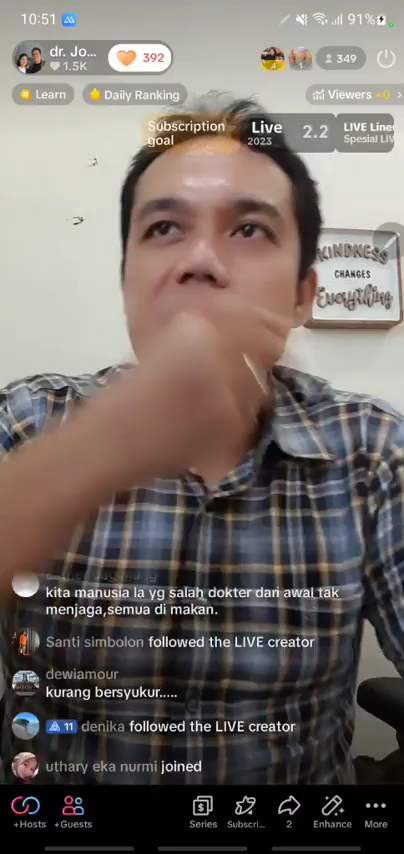 10:51
91%
dr. Jo...
1.5K
392
4
1
349
Learn
Daily Ranking
Viewers +0
Subscription
goal
Live
2023
2.2
LIVE Line
Spesial LIV
KINDNESS
CHANGES
Everything
kita manusia la yg salah dokter dari awal tak
menjaga,semua di makan.
Santi simbolon followed the LIVE creator
dewiamour
kurang bersyukur.....
11 denika followed the LIVE creator
uthary eka nurmi joined
+Hosts
+Guests
Series
Subscri...
2
Enhance
More